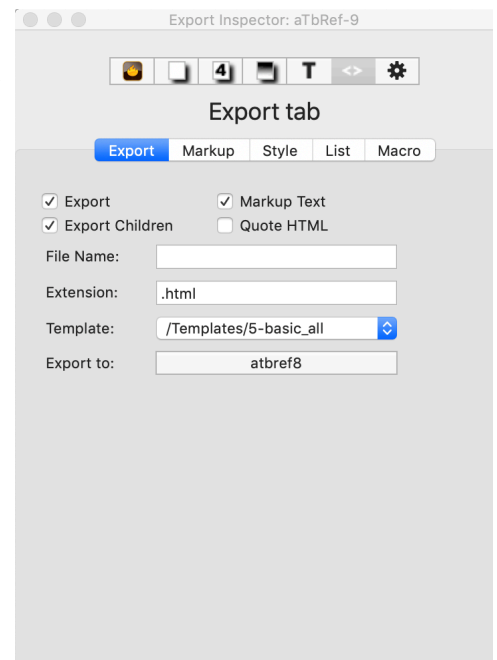 Export Inspector: aTbRef-9
4 T <>
Export tab
Export Markup Style List Macro
Export Markup Text
Export Children Quote HTML
File Name:
Extension: .html
Template: /Templates/5-basic_all
Export to: atbref8